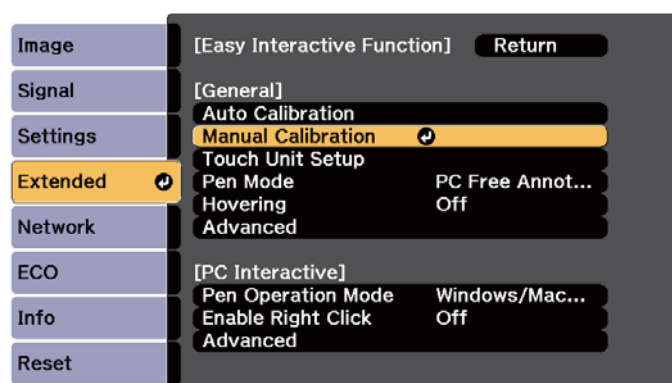 Image
Signal
Settings
Extended
Network
ECO
Info
Reset
[Easy Interactive Function] Return
[General]
Auto Calibration
Manual Calibration
Touch Unit Setup
Pen Mode PC Free Annot...
Hovering Off
Advanced
[PC Interactive]
Pen Operation Mode Windows/Mac...
Enable Right Click Off
Advanced